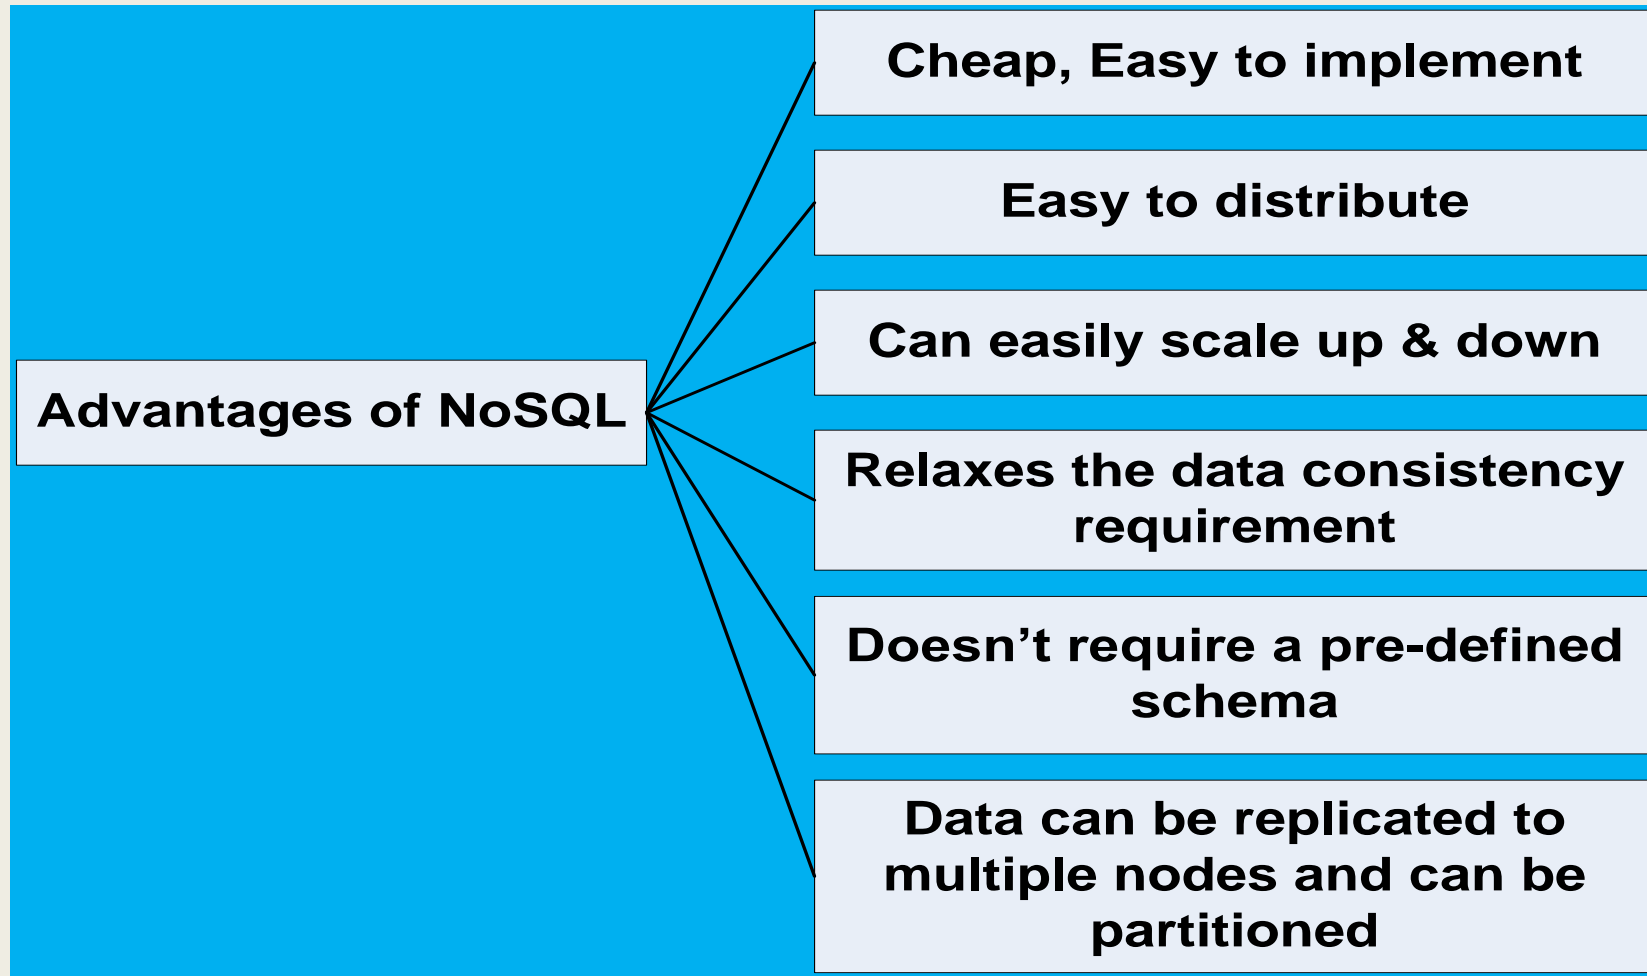 Advantages of NoSQL
Cheap, Easy to implement
Easy to distribute
Can easily scale up & down
Relaxes the data consistency
requirement
Doesn’t require a pre-defined
schema
Data can be replicated to
multiple nodes and can be
partitioned